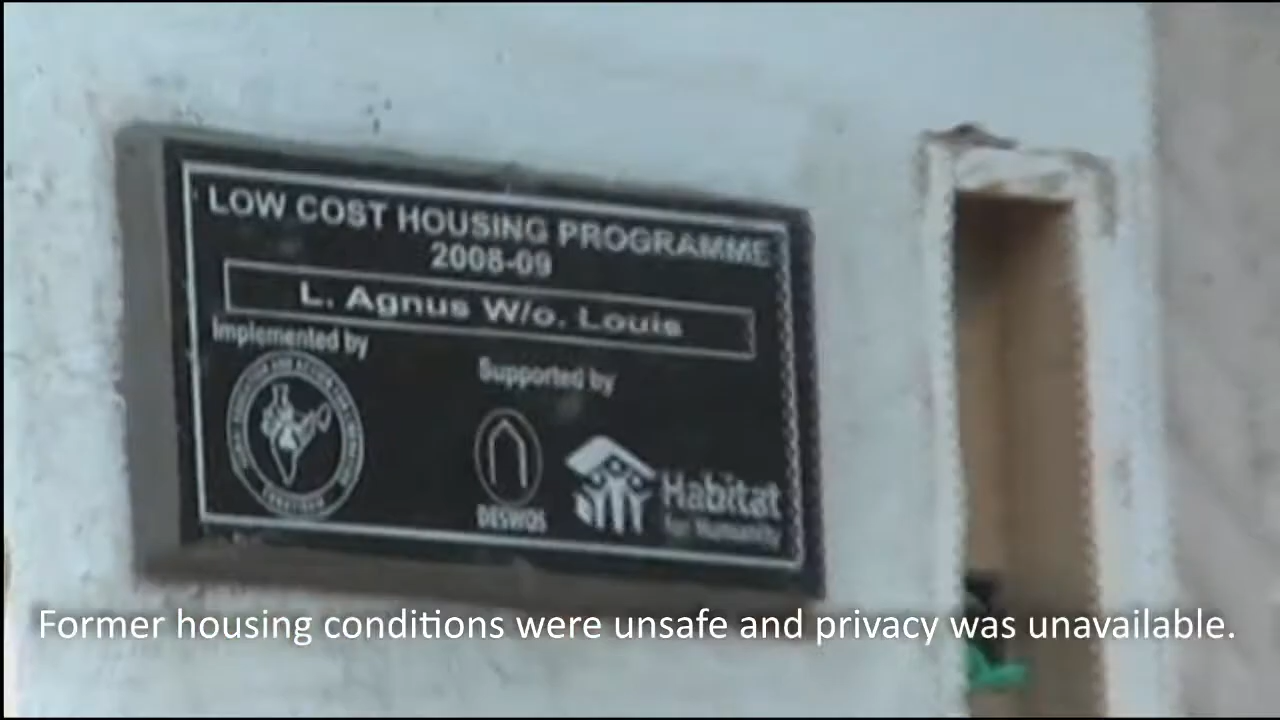 LOW COST HOUSING PROGRAMME
2008-09
L. Agnus W/o. Louis
Implemented by
Supported by
DESWOS
Habitat
for Humanity
Former housing conditions were unsafe and privacy was unavailable.